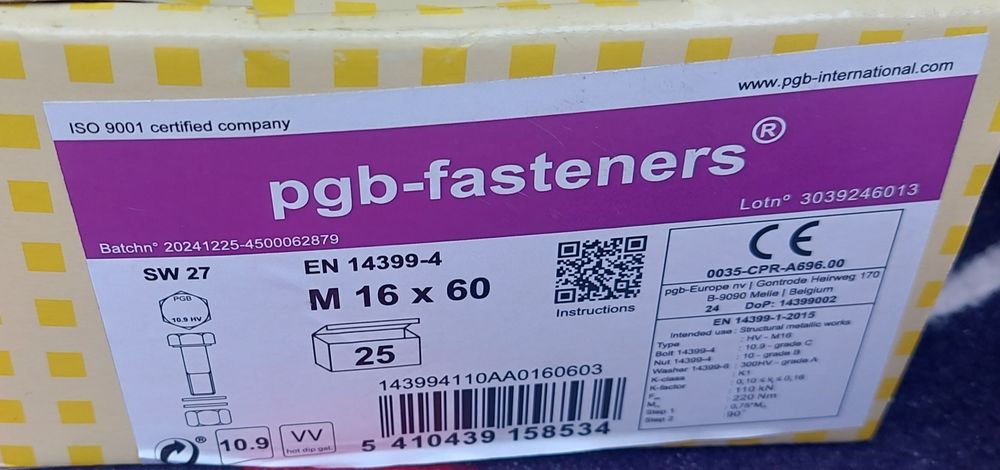 ISO 9001 certified company
www.pgb-international.com
pgb-fasteners®
Batchn° 20241225-4500062879
Lotn° 3039246013
SW 27
PGB
10.9 HV
EN 14399-4
M 16 x 60
25
Instructions
143994110AA0160603
5 410439 158534
®
10.9
VV
hot dip gal.
CE
0035-CPR-A696.00
pgb-Europe nv | Gontrode Heirweg 170
B-9090 Melle | Belgium
24 DoP: 14399002
EN 14399-1-2015
Intended use : Structural metallic works
Type : HV - M16
Bolt 14399-4 : 10.9 - grade C
Nut 14399-4 : 10 - grade B
Washer 14399-6 : 300HV - grade A
K-class : K1
K-factor : 0,10 ≤ k ≤ 0,16
: 110 kN
: 220 Nm
Step 1 : 0,75*M
Step 2 : 90°